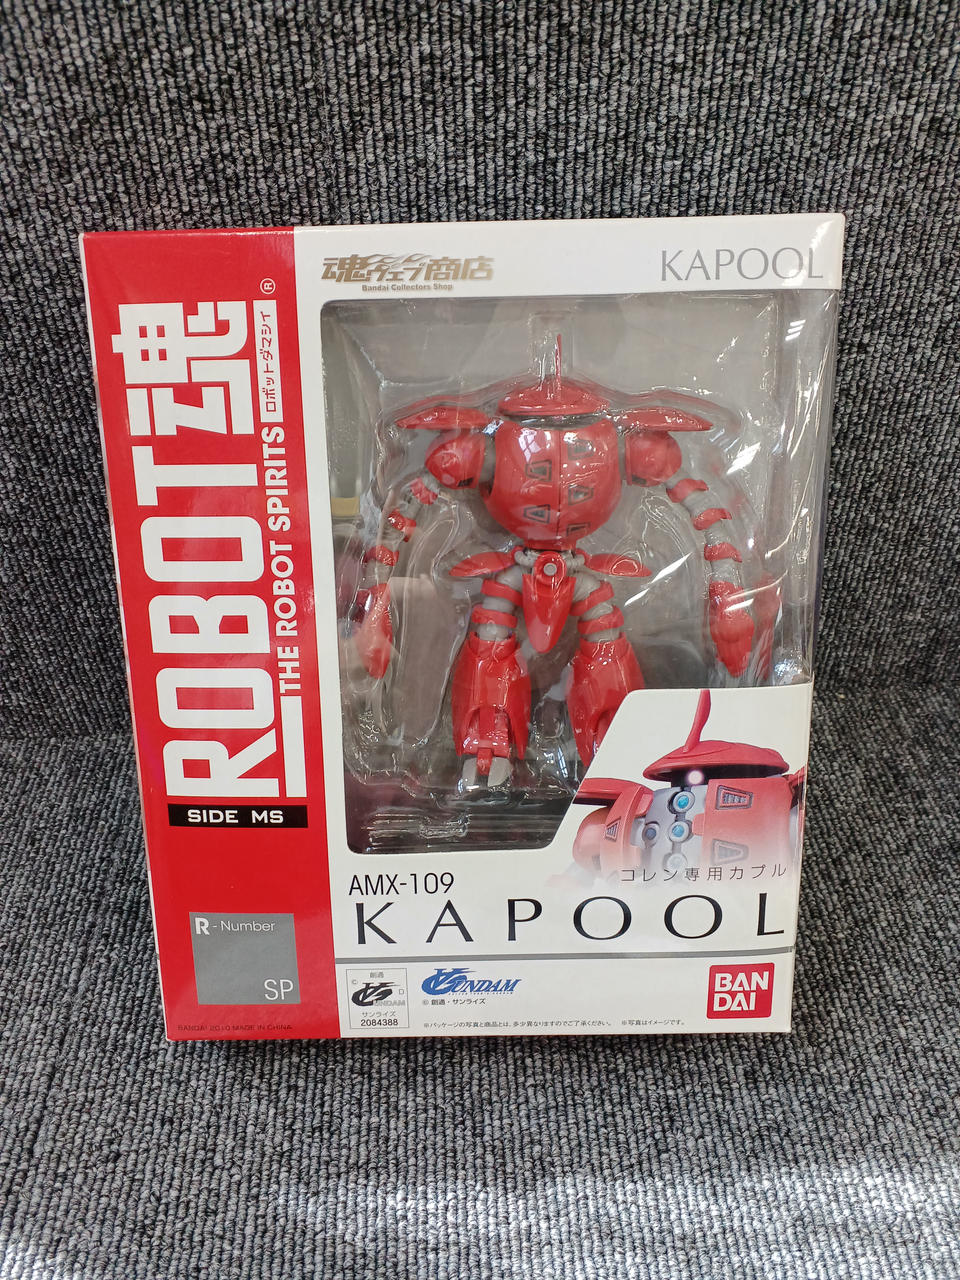 魂ウェブ商店
Bandai Collectors Shop
KAPOOL
ROBOT魂®
ロボットダマシイ
THE ROBOT SPIRITS
SIDE MS
R-Number
SP
BANDAI 2010 MADE IN CHINA
コレン専用カプル
AMX-109
KAPOOL
創通
© D
GUNDAM
サンライズ
2084388
∀GUNDAM
© 創通・サンライズ
※パッケージの写真と商品とは、多少異なりますのでご了承ください。 ※写真はイメージです。
BAN
DAI